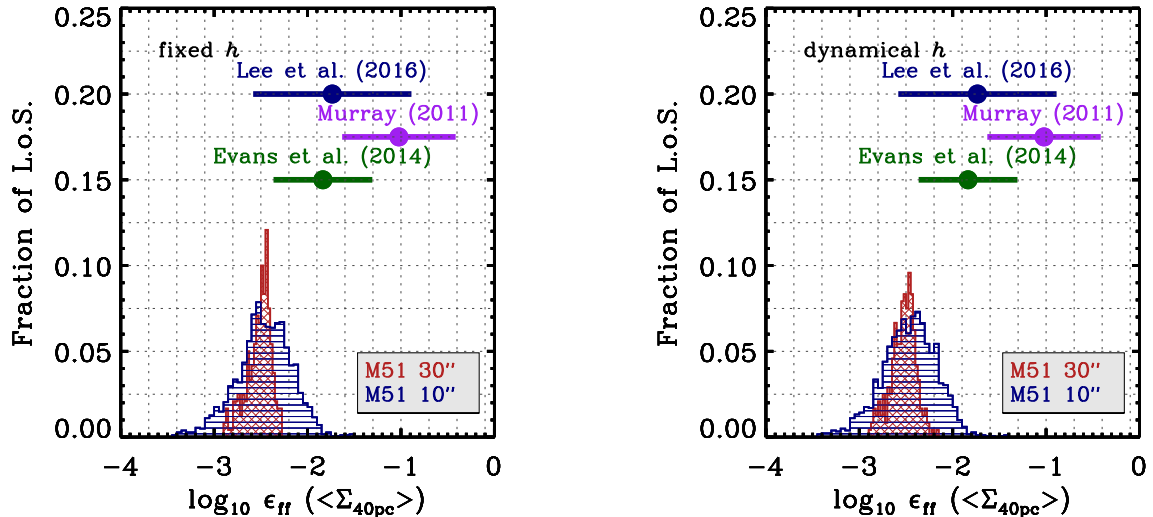 0.25
fixed h
Lee et al. (2016)
0.20
Murray (2011)
Evans et al. (2014)
0.15
0.10
0.05
M51 30″
M51 10″
0.00
-4 -3 -2 -1 0
Fraction of L.o.S.
log₁₀ ϵff (<Σ40pc>)
0.25
dynamical h
Lee et al. (2016)
0.20
Murray (2011)
Evans et al. (2014)
0.15
0.10
0.05
M51 30″
M51 10″
0.00
-4 -3 -2 -1 0
Fraction of L.o.S.
log₁₀ ϵff (<Σ40pc>)